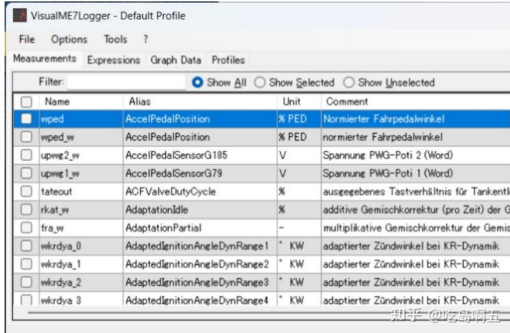 VisualME7Logger - Default Profile
File Options Tools ?
Measurements Expressions Graph Data Profiles
Filter: Show All Show Selected Show Unselected
Name Alias Unit Comment
wped AccelPedalPosition % PED Normierter Fahrpedalwinkel
wped_w AccelPedalPosition % PED normierter Fahrpedalwinkel
upwg2_w AccelPedalSensorG185 V Spannung PWG-Poti 2 (Word)
upwg1_w AccelPedalSensorG79 V Spannung PWG-Poti 1 (Word)
tateout ACFValveDutyCycle % ausgegebenes Tastverhältnis für Tankentl
rkat_w AdaptationIdle % additive Gemischkorrektur (pro Zeit) der G
fra_w AdaptationPartial - multiplikative Gemischkorrektur der Gemis
wkrdya_0 AdaptedIgnitionAngleDynRange1 ° KW adaptierter Zündwinkel bei KR-Dynamik
wkrdya_1 AdaptedIgnitionAngleDynRange2 ° KW adaptierter Zündwinkel bei KR-Dynamik
wkrdya_2 AdaptedIgnitionAngleDynRange3 ° KW adaptierter Zündwinkel bei KR-Dynamik
wkrdya_3 AdaptedIgnitionAngleDynRange4 ° KW adaptierter Zündwinkel bei KR-Dynamik
知乎